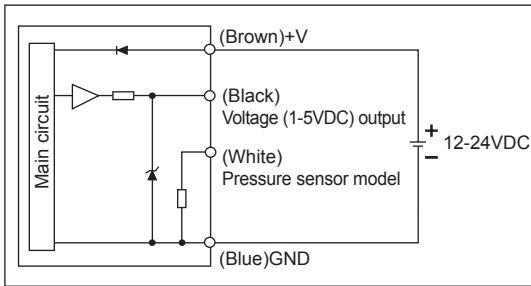 (Brown)+V
(Black)
Voltage (1-5VDC) output
(White)
Pressure sensor model
(Blue)GND
Main circuit
+
12-24VDC
−